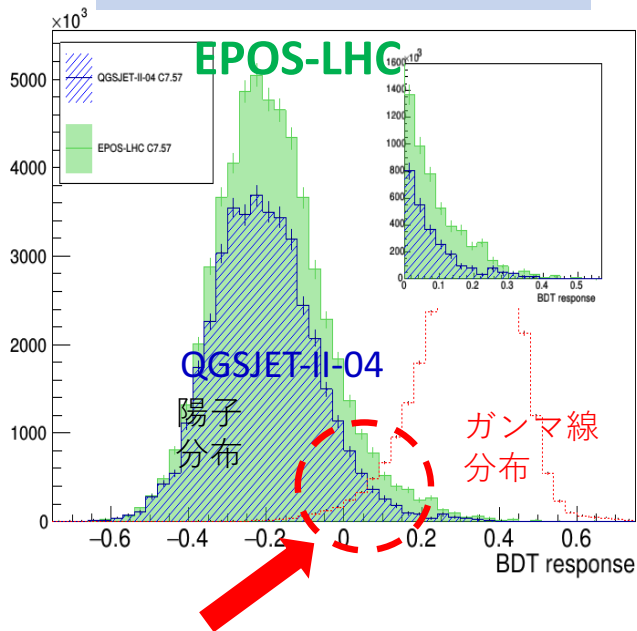 ×10³
EPOS-LHC
5000
4000
3000
2000
1000
0
QGSJET-II-04 C7.57
EPOS-LHC C7.57
×10³
1600
1400
1200
1000
800
600
400
200
0
0 0.1 0.2 0.3 0.4 0.5
BDT response
QGSJET-II-04
陽子
分布
ガンマ線
分布
−0.6 −0.4 −0.2 0 0.2 0.4 0.6
BDT response